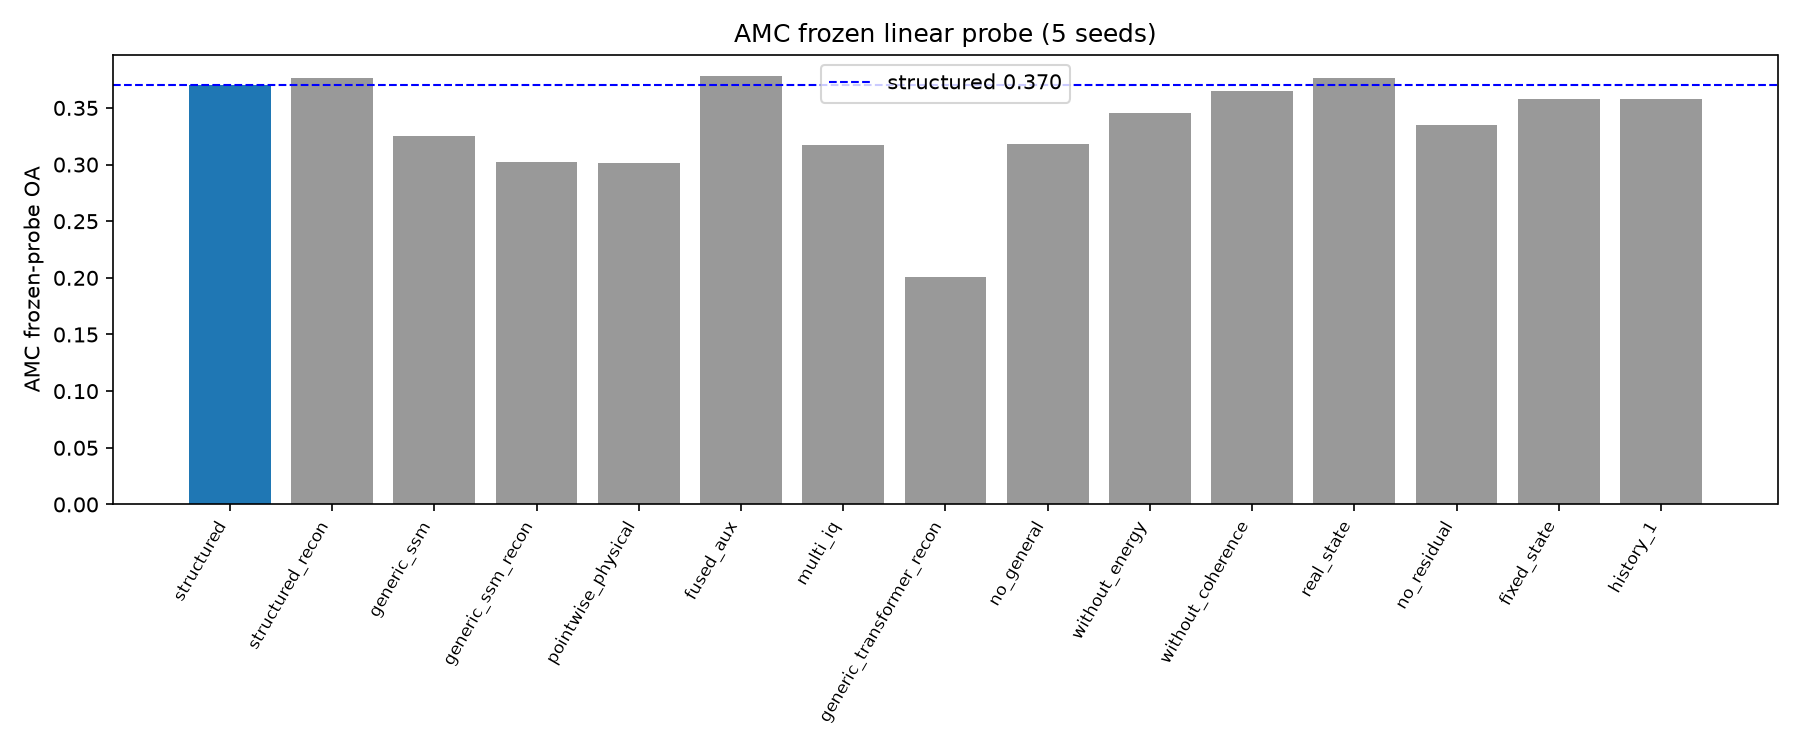 AMC frozen linear probe (5 seeds)
structured 0.370
AMC frozen-probe OA
0.35
0.30
0.25
0.20
0.15
0.10
0.05
0.00
structured
structured_recon
generic_ssm
generic_ssm_recon
pointwise_physical
fused_aux
multi_iq
generic_transformer_recon
no_general
without_energy
without_coherence
real_state
no_residual
fixed_state
history_1